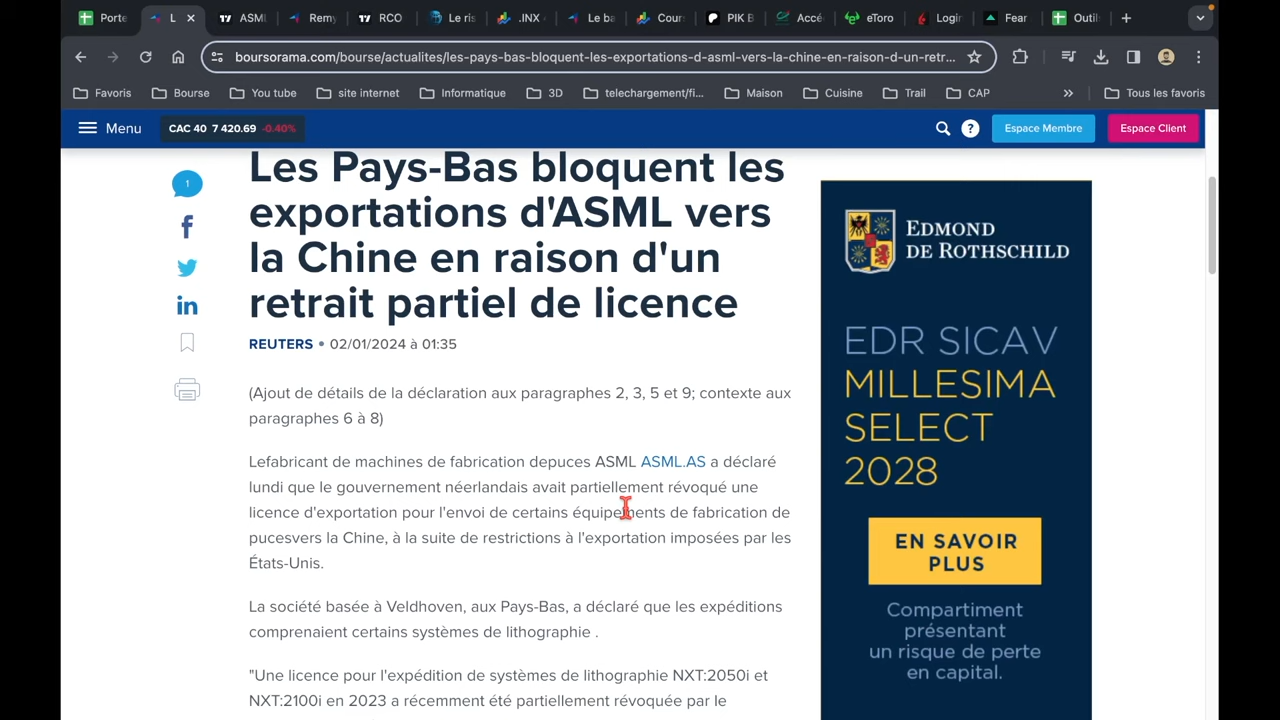 Porte
L
ASML
Remy
RCO
Le ris
.INX
Le ba
Cours
PIK B
Accé
eToro
Logir
Fear
Outil
boursorama.com/bourse/actualites/les-pays-bas-bloquent-les-exportations-d-asml-vers-la-chine-en-raison-d-un-retr...
Favoris
Bourse
You tube
site internet
Informatique
3D
telechargement/fi...
Maison
Cuisine
Trail
CAP
»
Tous les favoris
Menu
CAC 40 7 420.69 -0.40%
?
Espace Membre
Espace Client
1
Les Pays-Bas bloquent les
exportations d'ASML vers
la Chine en raison d'un
retrait partiel de licence
REUTERS • 02/01/2024 à 01:35
(Ajout de détails de la déclaration aux paragraphes 2, 3, 5 et 9; contexte aux
paragraphes 6 à 8)
Lefabricant de machines de fabrication depuces ASML ASML.AS a déclaré
lundi que le gouvernement néerlandais avait partiellement révoqué une
licence d'exportation pour l'envoi de certains équipements de fabrication de
pucesvers la Chine, à la suite de restrictions à l'exportation imposées par les
États-Unis.
La société basée à Veldhoven, aux Pays-Bas, a déclaré que les expéditions
comprenaient certains systèmes de lithographie .
"Une licence pour l'expédition de systèmes de lithographie NXT:2050i et
NXT:2100i en 2023 a récemment été partiellement révoquée par le
EDMOND
DE ROTHSCHILD
EDR SICAV
MILLESIMA
SELECT
2028
EN SAVOIR
PLUS
Compartiment
présentant
un risque de perte
en capital.